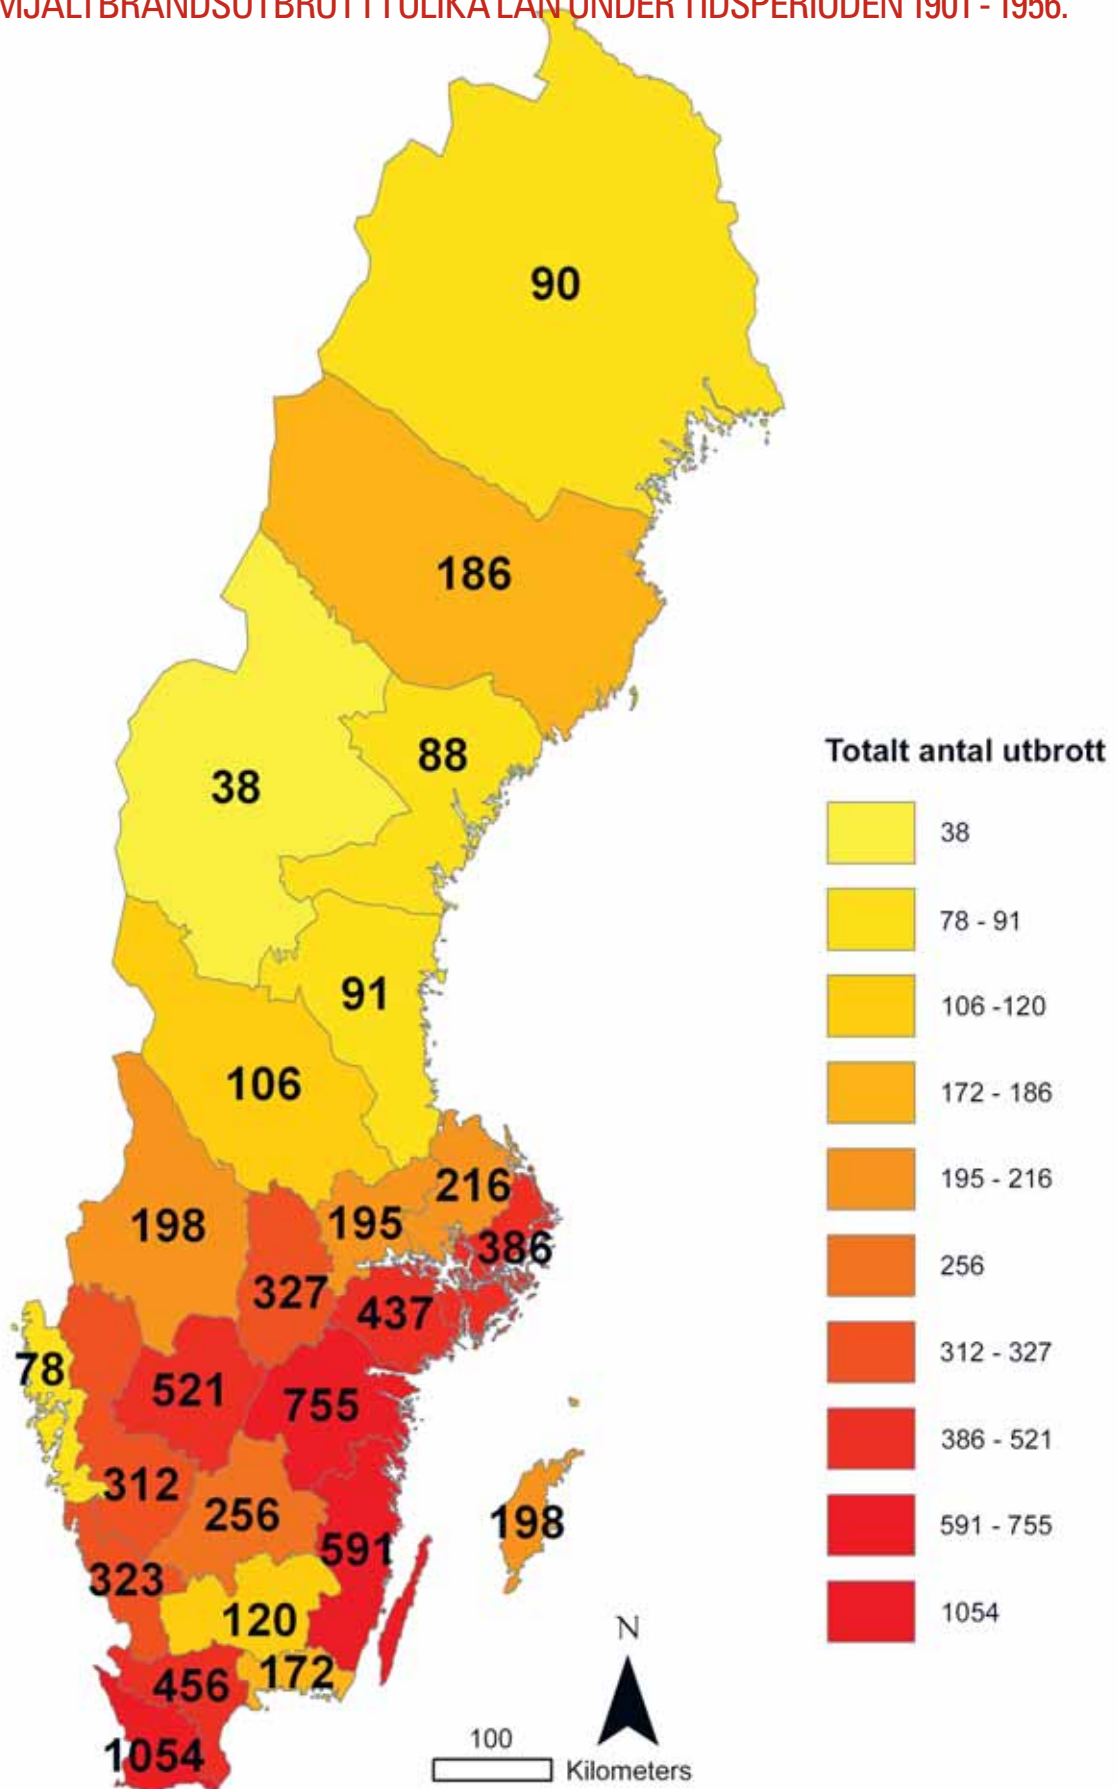 MJÄLTBRANDSUTBROTT I OLIKA LÄN UNDER TIDSPERIODEN 1901 - 1956.
90
186
88
38
Totalt antal utbrott
38
78 - 91
106 -120
172 - 186
195 - 216
256
312 - 327
386 - 521
591 - 755
1054
91
106
216
198
195
386
327
437
78
521
755
312
256
198
591
323
120
172
456
1054
N
100
Kilometers